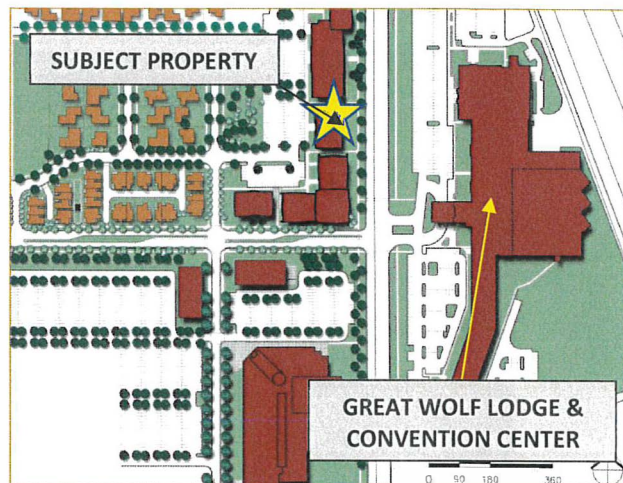 SUBJECT PROPERTY
GREAT WOLF LODGE &
CONVENTION CENTER
0 90 180 360